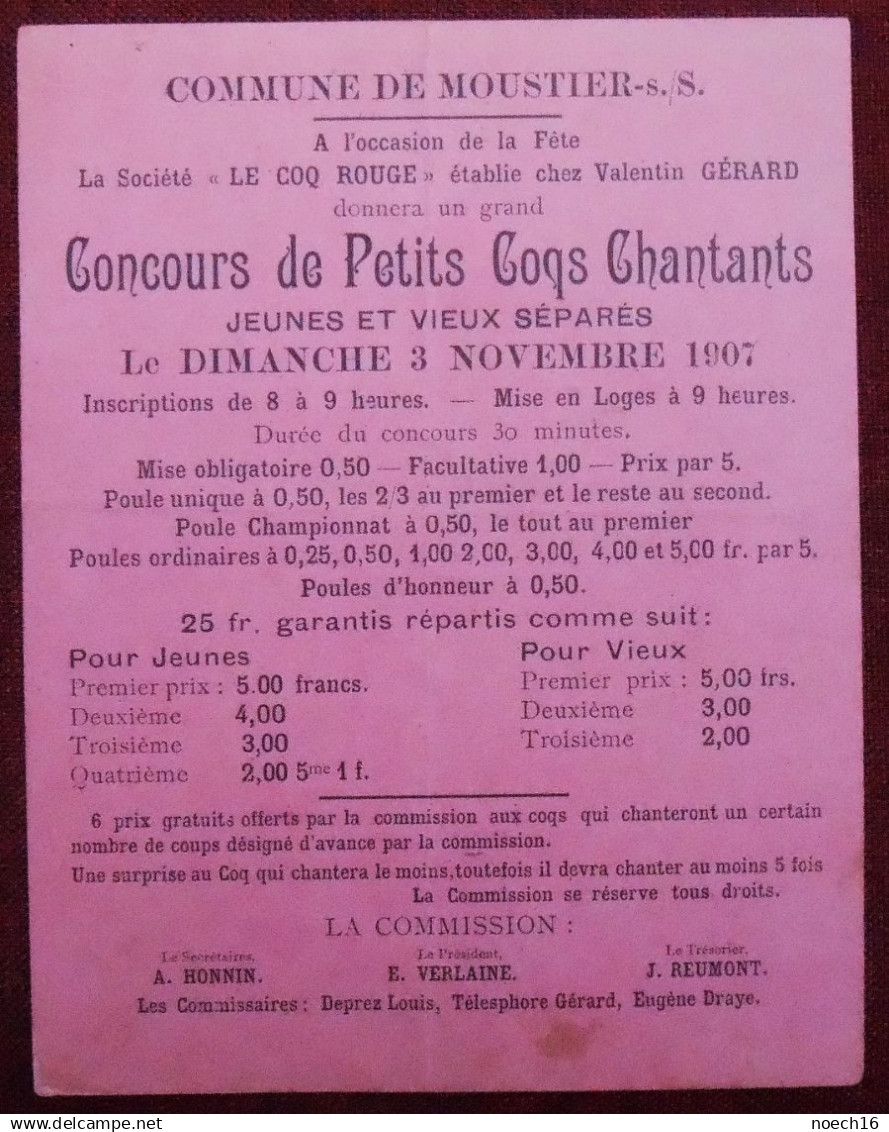 COMMUNE DE MOUSTIER-s./S.
A l'occasion de la Fête
La Société « LE COQ ROUGE » établie chez Valentin GÉRARD
donnera un grand
Concours de Petits Coqs Chantants
JEUNES ET VIEUX SÉPARÉS
Le DIMANCHE 3 NOVEMBRE 1907
Inscriptions de 8 à 9 heures. — Mise en Loges à 9 heures.
Durée du concours 30 minutes.
Mise obligatoire 0,50 — Facultative 1,00 — Prix par 5.
Poule unique à 0,50, les 2/3 au premier et le reste au second.
Poule Championnat à 0,50, le tout au premier
Poules ordinaires à 0,25, 0,50, 1,00 2,00, 3,00, 4,00 et 5,00 fr. par 5.
Poules d'honneur à 0,50.
25 fr. garantis répartis comme suit :
Pour Jeunes
Premier prix : 5.00 francs.
Deuxième 4,00
Troisième 3,00
Quatrième 2,00 5me 1 f.
Pour Vieux
Premier prix : 5,00 frs.
Deuxième 3,00
Troisième 2,00
6 prix gratuits offerts par la commission aux coqs qui chanteront un certain
nombre de coups désigné d'avance par la commission.
Une surprise au Coq qui chantera le moins, toutefois il devra chanter au moins 5 fois
La Commission se réserve tous droits.
LA COMMISSION :
Le Secrétaires,
A. HONNIN.
Le Président,
E. VERLAINE.
Le Trésorier,
J. REUMONT.
Les Commissaires : Deprez Louis, Télesphore Gérard, Eugène Draye.
noech16